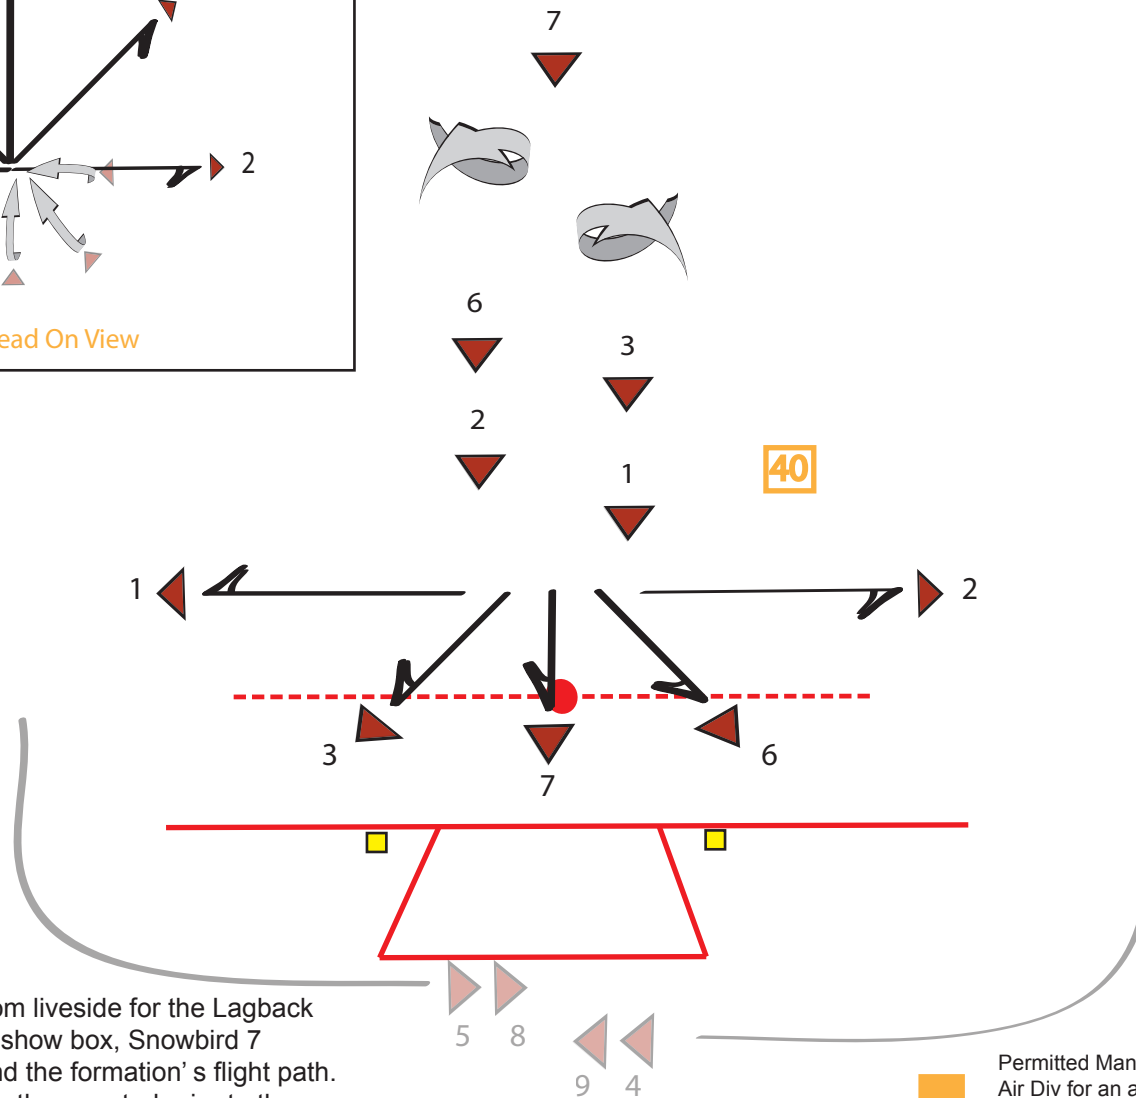 7
2
ead On View
6
3
2
1
40
1
2
3
6
7
5 8
9 4
om liveside for the Lagback
show box, Snowbird 7
nd the formation' s flight path.
Permitted Man
Air Div for an a